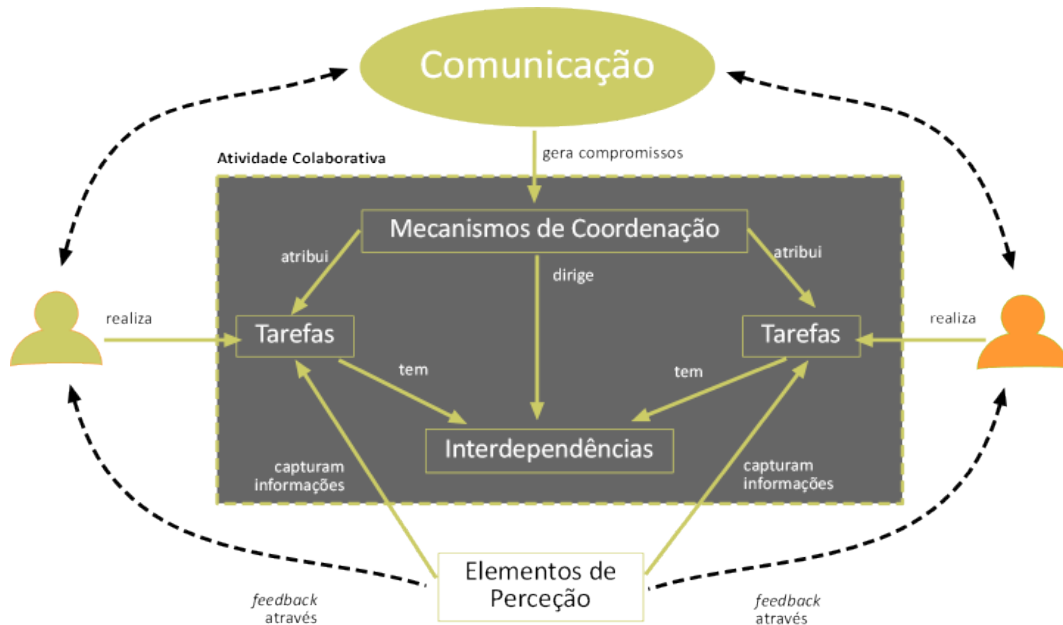 Comunicação
gera compromissos
Atividade Colaborativa
Mecanismos de Coordenação
atribui
dirige
atribui
realiza
Tarefas
Tarefas
realiza
tem
tem
Interdependências
capturam
informações
capturam
informações
Elementos de
Perceção
feedback
através
feedback
através